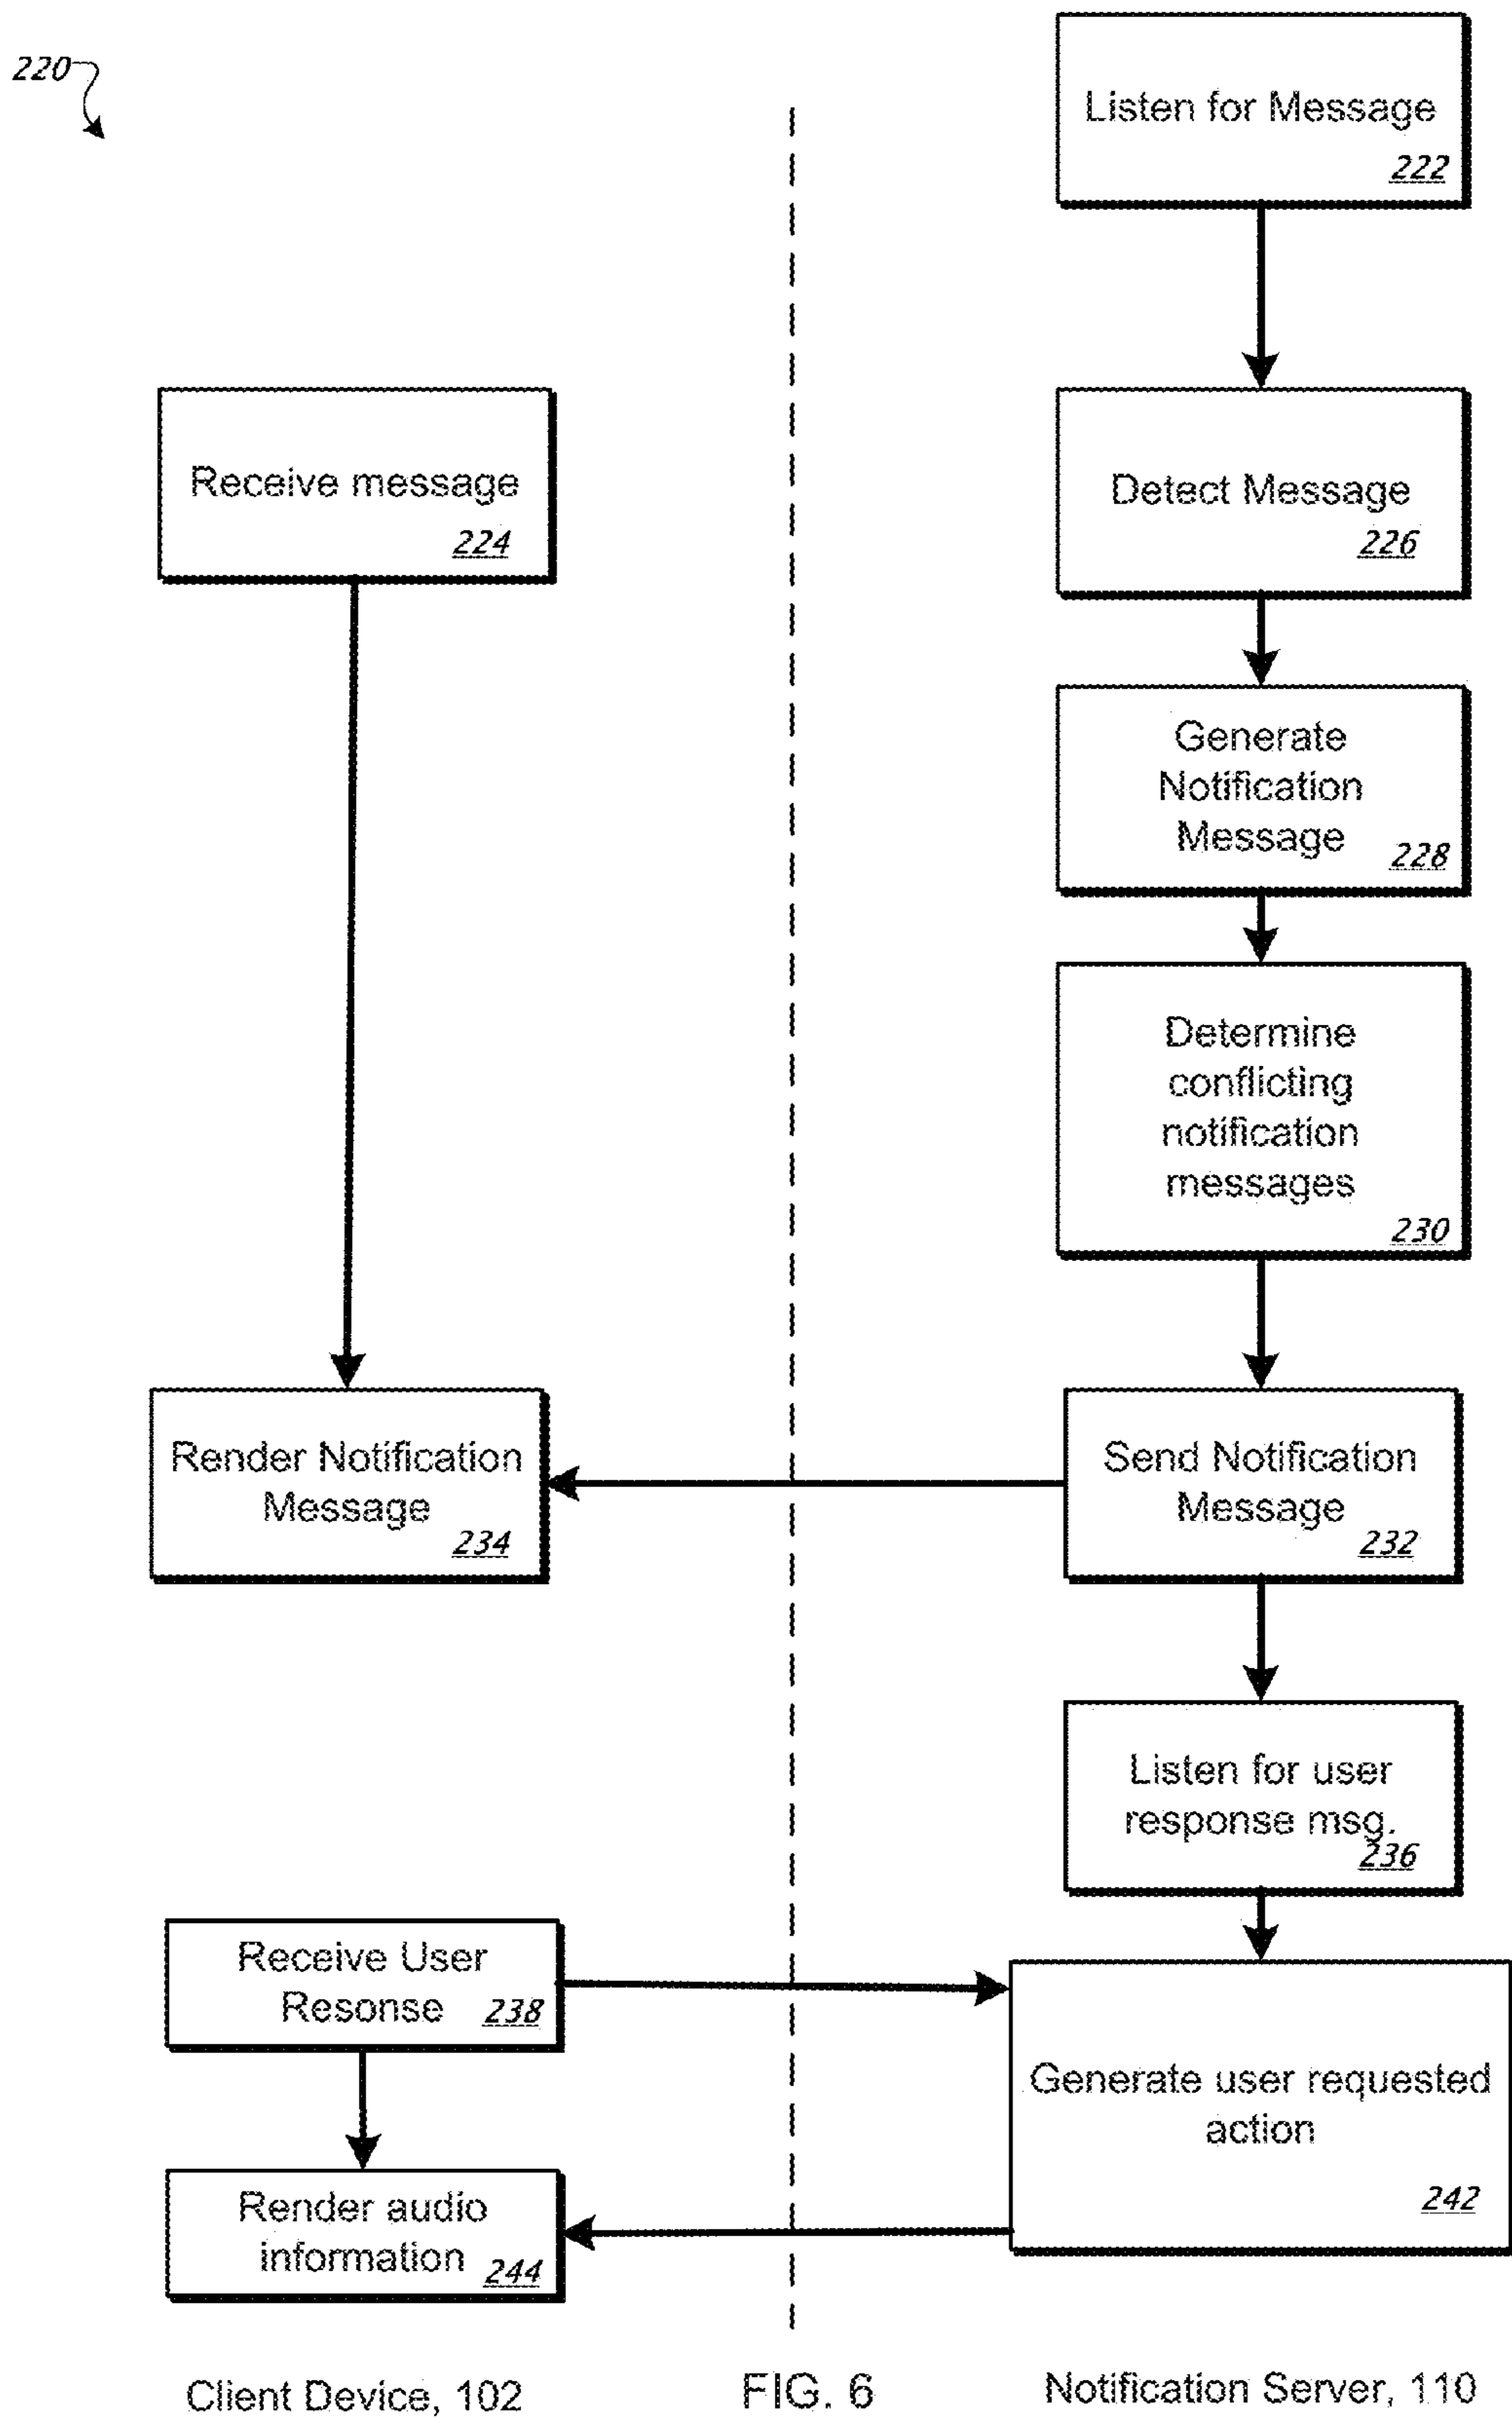 220
Listen for Message
222
Receive message
224
Detect Message
226
Generate
Notification
Message
228
Determine
conflicting
notification
messages
230
Render Notification
Message
234
Send Notification
Message
232
Listen for user
response msg.
236
Receive User
Resonse
238
Generate user requested
action
242
Render audio
information
244
Client Device, 102
FIG. 6
Notification Server, 110